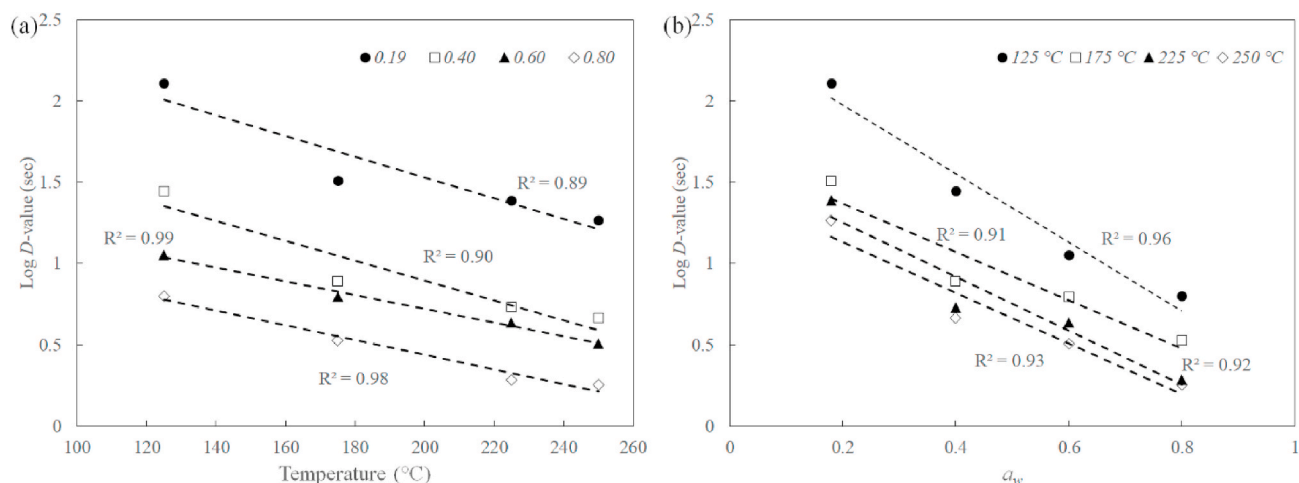 (a)
2.5
2
1.5
1
0.5
0
Log D-value (sec)
0.19 0.40 0.60 0.80
R² = 0.89
R² = 0.99
R² = 0.90
R² = 0.98
100 120 140 160 180 200 220 240 260
Temperature (°C)
(b)
2.5
2
1.5
1
0.5
0
Log D-value (sec)
125 °C 175 °C 225 °C 250 °C
R² = 0.91
R² = 0.96
R² = 0.93
R² = 0.92
0 0.2 0.4 0.6 0.8 1
aw